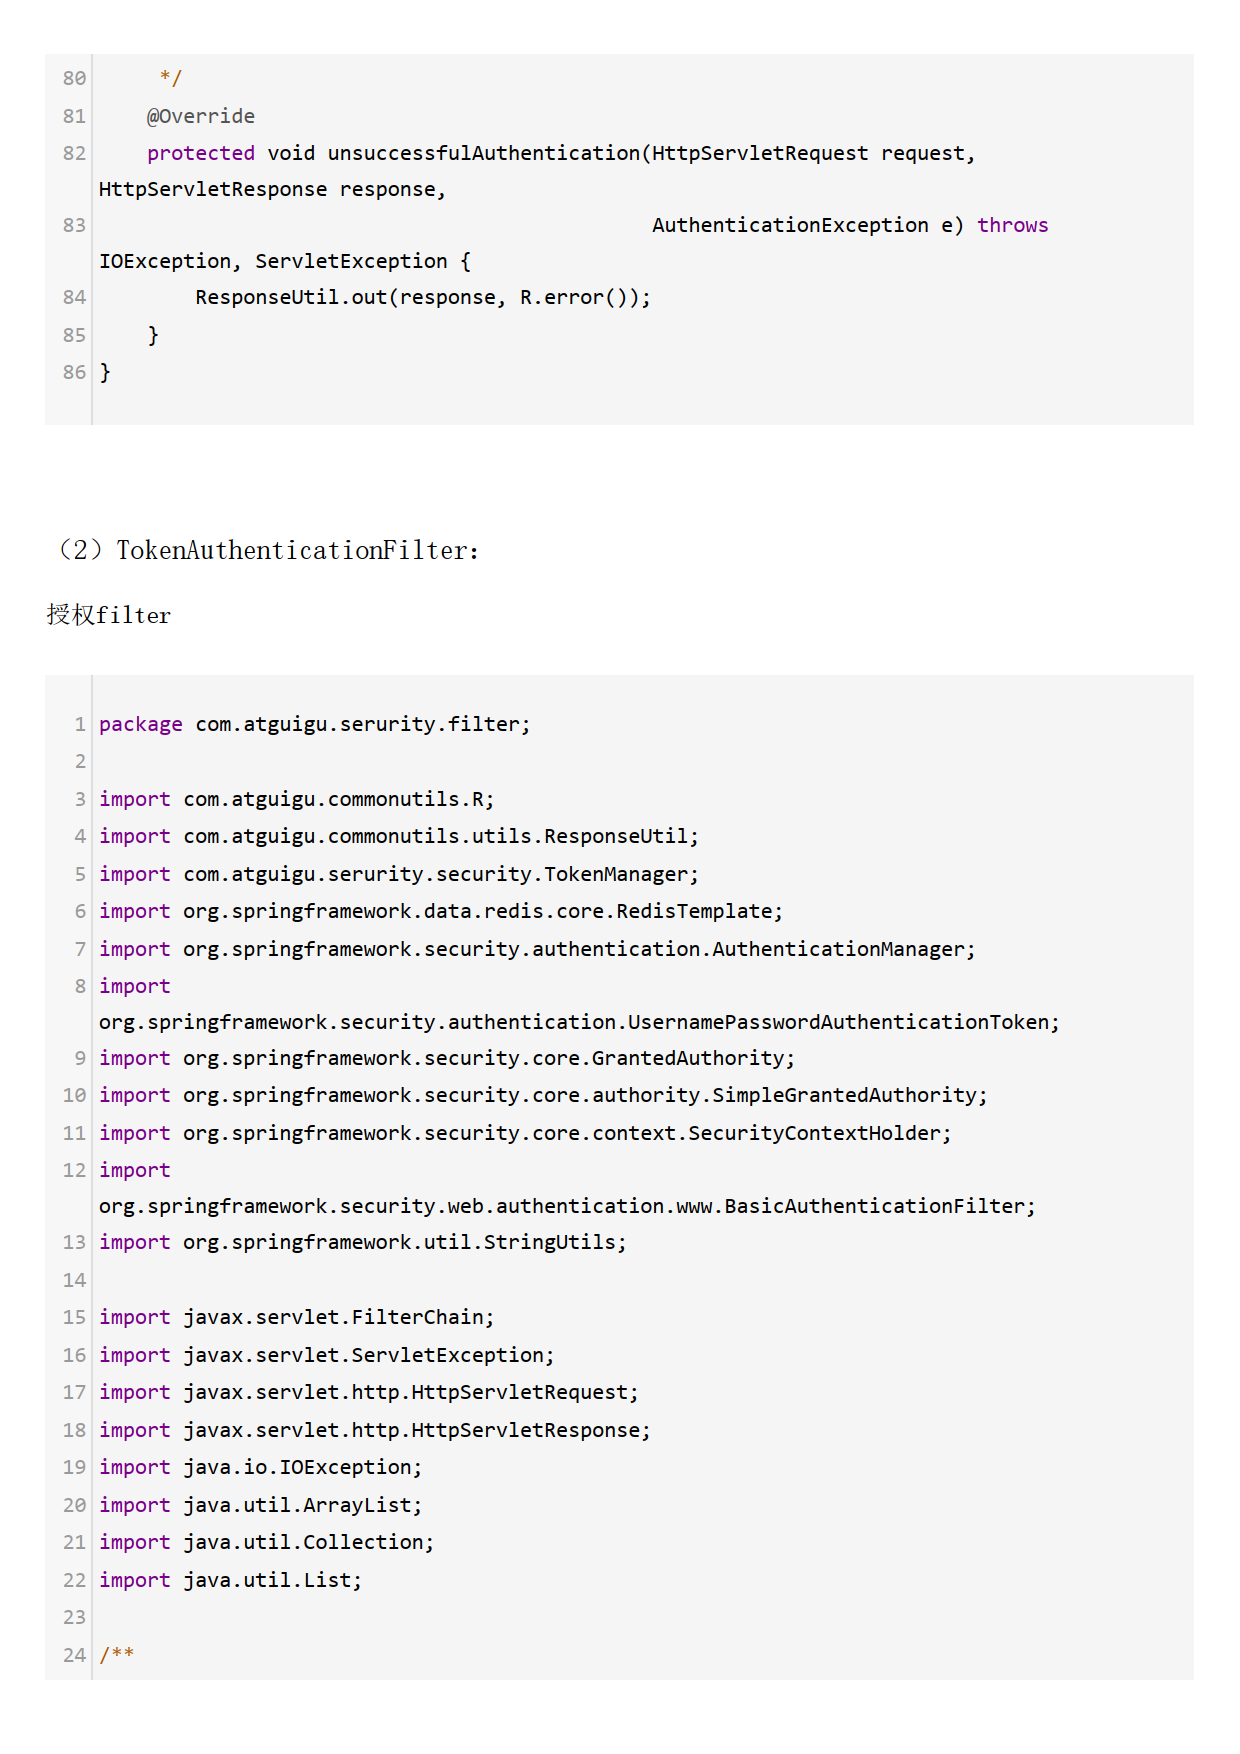 80      */
81     @Override
82     protected void unsuccessfulAuthentication(HttpServletRequest request,
HttpServletResponse response,
83                                               AuthenticationException e) throws
IOException, ServletException {
84         ResponseUtil.out(response, R.error());
85     }
86 }
（2）TokenAuthenticationFilter：
授权filter
1 package com.atguigu.serurity.filter;
2
3 import com.atguigu.commonutils.R;
4 import com.atguigu.commonutils.utils.ResponseUtil;
5 import com.atguigu.serurity.security.TokenManager;
6 import org.springframework.data.redis.core.RedisTemplate;
7 import org.springframework.security.authentication.AuthenticationManager;
8 import
org.springframework.security.authentication.UsernamePasswordAuthenticationToken;
9 import org.springframework.security.core.GrantedAuthority;
10 import org.springframework.security.core.authority.SimpleGrantedAuthority;
11 import org.springframework.security.core.context.SecurityContextHolder;
12 import
org.springframework.security.web.authentication.www.BasicAuthenticationFilter;
13 import org.springframework.util.StringUtils;
14
15 import javax.servlet.FilterChain;
16 import javax.servlet.ServletException;
17 import javax.servlet.http.HttpServletRequest;
18 import javax.servlet.http.HttpServletResponse;
19 import java.io.IOException;
20 import java.util.ArrayList;
21 import java.util.Collection;
22 import java.util.List;
23
24 /**